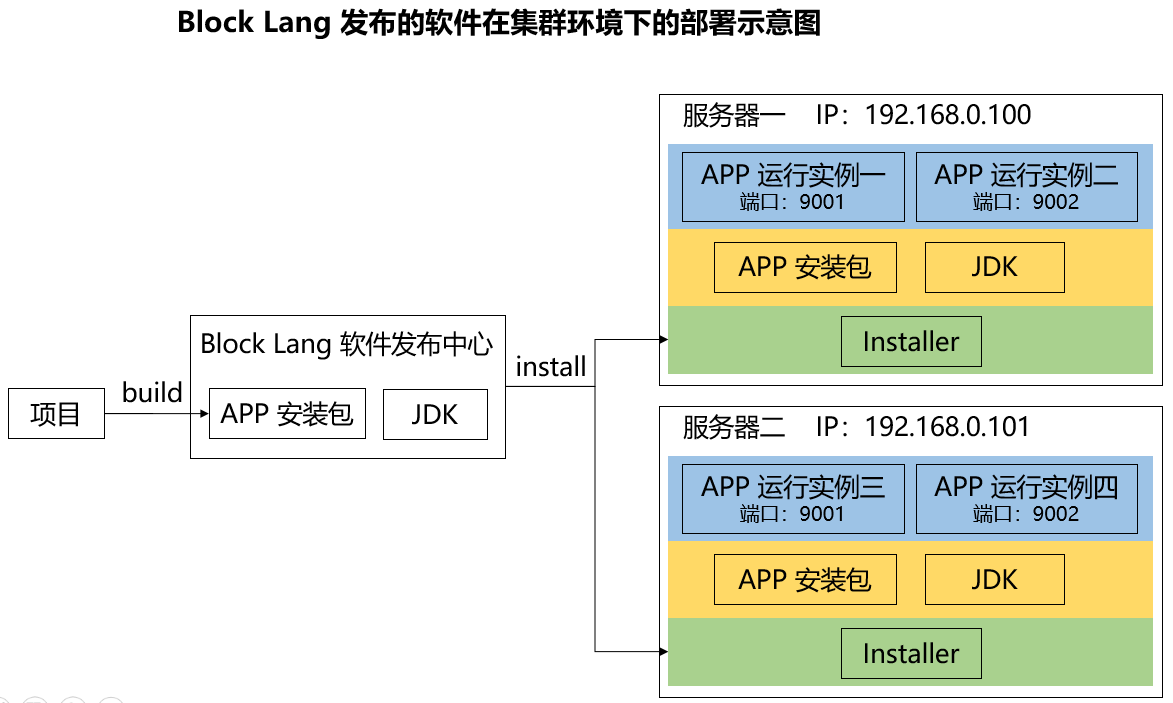 Block Lang 发布的软件在集群环境下的部署示意图
项目
build
Block Lang 软件发布中心
APP 安装包
JDK
install
服务器一 IP：192.168.0.100
APP 运行实例一
端口：9001
APP 运行实例二
端口：9002
APP 安装包
JDK
Installer
服务器二 IP：192.168.0.101
APP 运行实例三
端口：9001
APP 运行实例四
端口：9002
APP 安装包
JDK
Installer